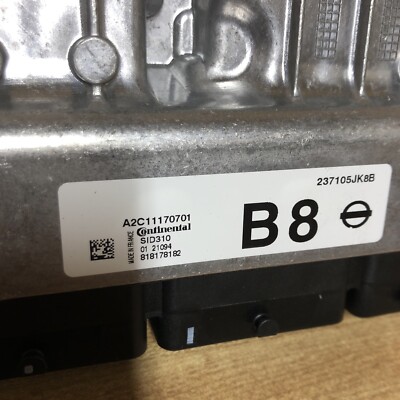 237105JK8B
A2C11170701
Continental
SID310
01 21094
818178182
MADE IN FRANCE
B8